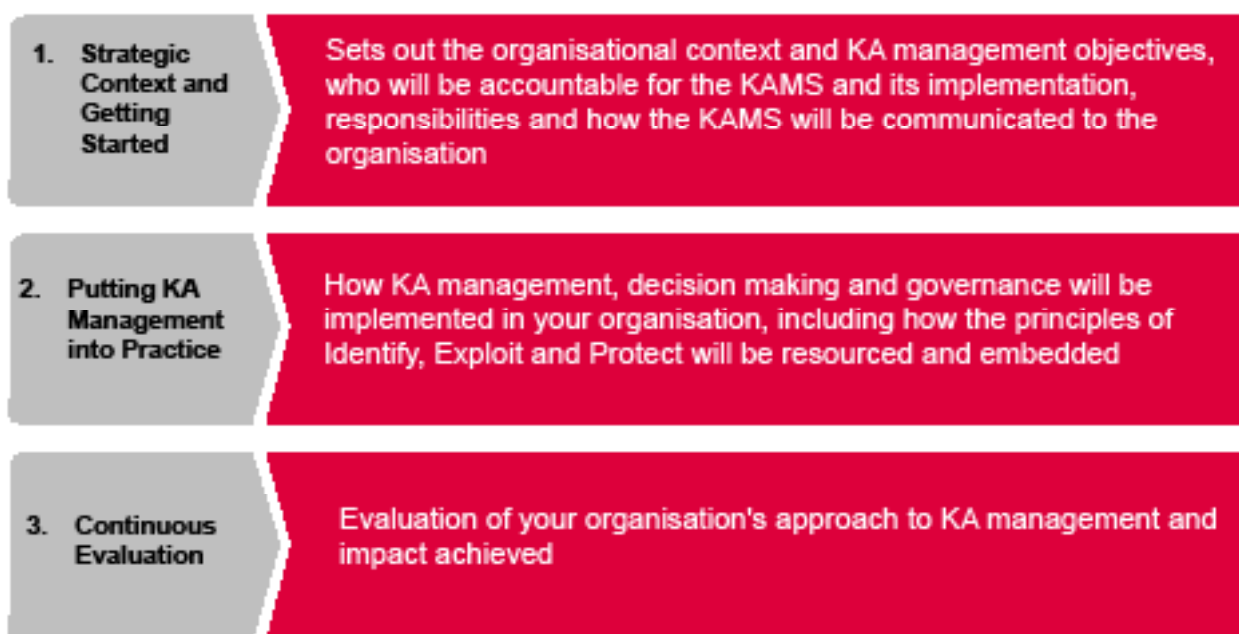 1. Strategic
Context and
Getting
Started
Sets out the organisational context and KA management objectives,
who will be accountable for the KAMS and its implementation,
responsibilities and how the KAMS will be communicated to the
organisation
2. Putting KA
Management
into Practice
How KA management, decision making and governance will be
implemented in your organisation, including how the principles of
Identify, Exploit and Protect will be resourced and embedded
3. Continuous
Evaluation
Evaluation of your organisation's approach to KA management and
impact achieved